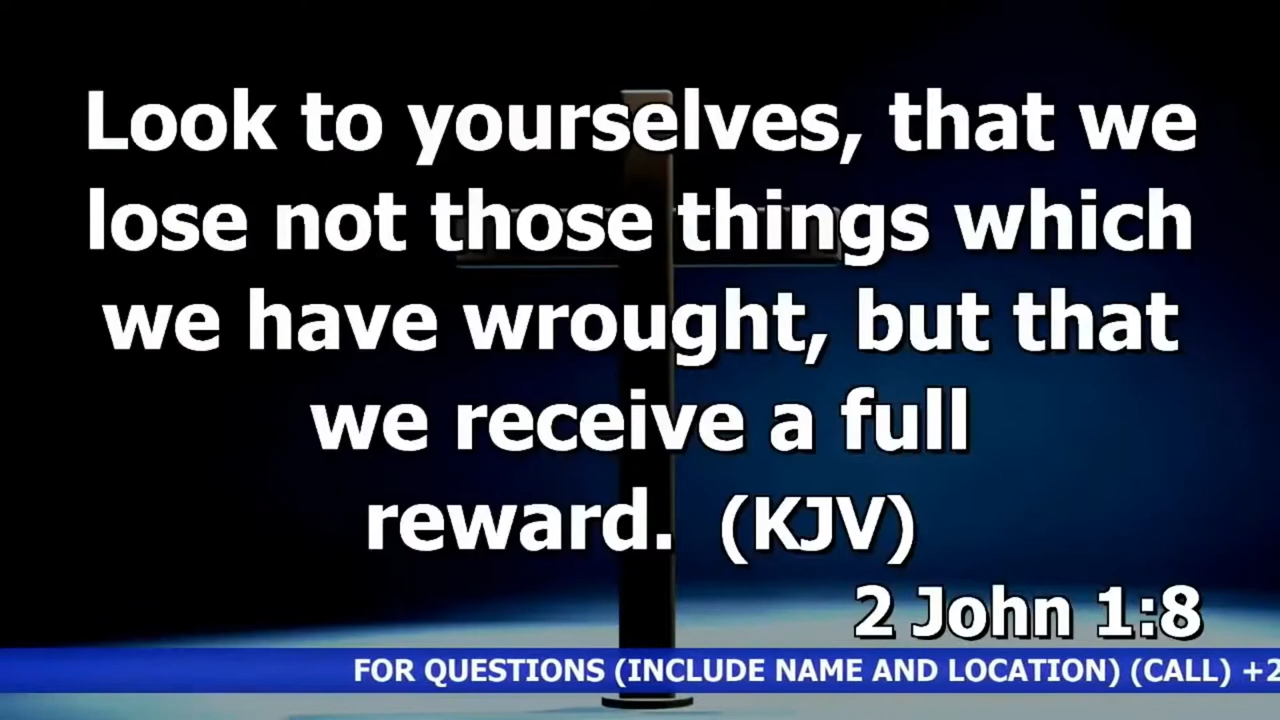 Look to yourselves, that we
lose not those things which
we have wrought, but that
we receive a full
reward. (KJV)
2 John 1:8
FOR QUESTIONS (INCLUDE NAME AND LOCATION) (CALL) +2